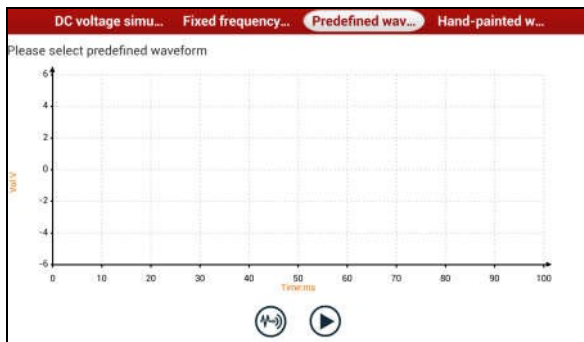 DC voltage simu... Fixed frequency... Predefined wav... Hand-painted w...
Please select predefined waveform
6
4
2
0
-2
-4
-6
Vol:V
0 10 20 30 40 50 60 70 80 90 100
Time:ms